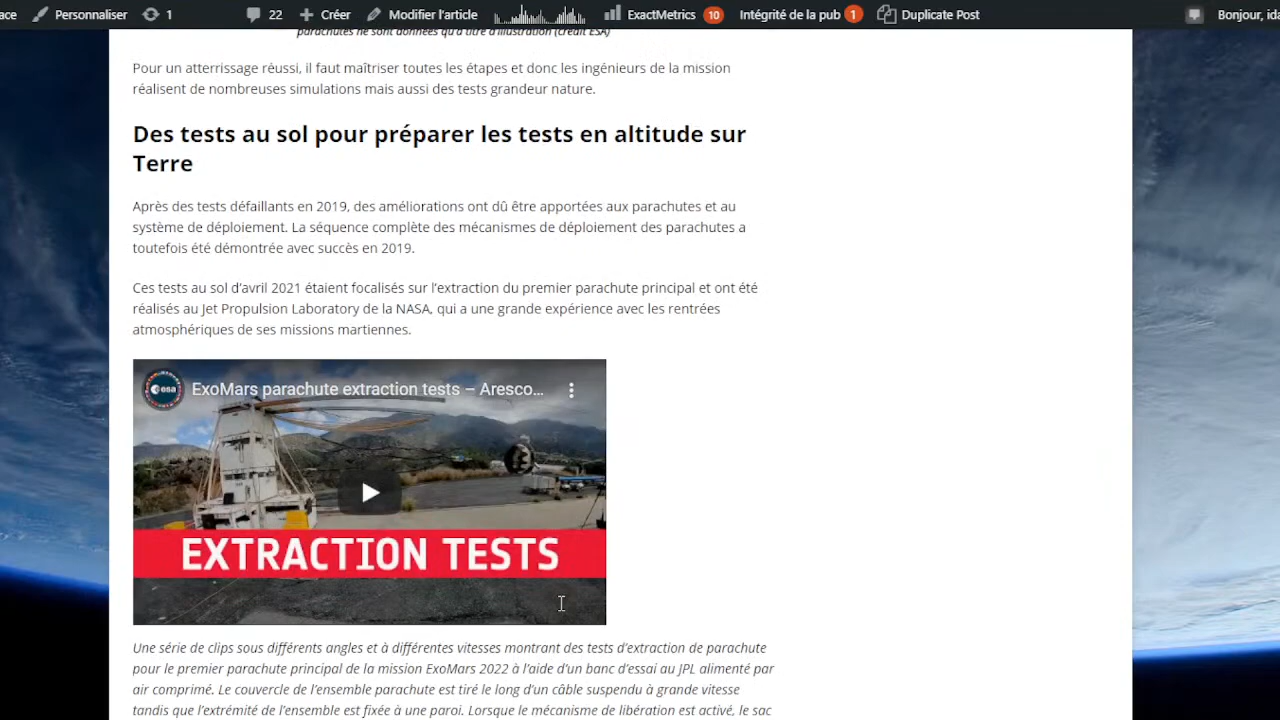 ace Personnaliser 1 22 Créer Modifier l'article ExactMetrics 10 Intégrité de la pub 1 Duplicate Post Bonjour, ida
parachutes ne sont données qu'à titre d'illustration (crédit ESA)
Pour un atterrissage réussi, il faut maîtriser toutes les étapes et donc les ingénieurs de la mission
réalisent de nombreuses simulations mais aussi des tests grandeur nature.
Des tests au sol pour préparer les tests en altitude sur
Terre
Après des tests défaillants en 2019, des améliorations ont dû être apportées aux parachutes et au
système de déploiement. La séquence complète des mécanismes de déploiement des parachutes a
toutefois été démontrée avec succès en 2019.
Ces tests au sol d'avril 2021 étaient focalisés sur l'extraction du premier parachute principal et ont été
réalisés au Jet Propulsion Laboratory de la NASA, qui a une grande expérience avec les rentrées
atmosphériques de ses missions martiennes.
esa ExoMars parachute extraction tests – Aresco...
EXTRACTION TESTS
Une série de clips sous différents angles et à différentes vitesses montrant des tests d'extraction de parachute
pour le premier parachute principal de la mission ExoMars 2022 à l'aide d'un banc d'essai au JPL alimenté par
air comprimé. Le couvercle de l'ensemble parachute est tiré le long d'un câble suspendu à grande vitesse
tandis que l'extrémité de l'ensemble est fixée à une paroi. Lorsque le mécanisme de libération est activé, le sac